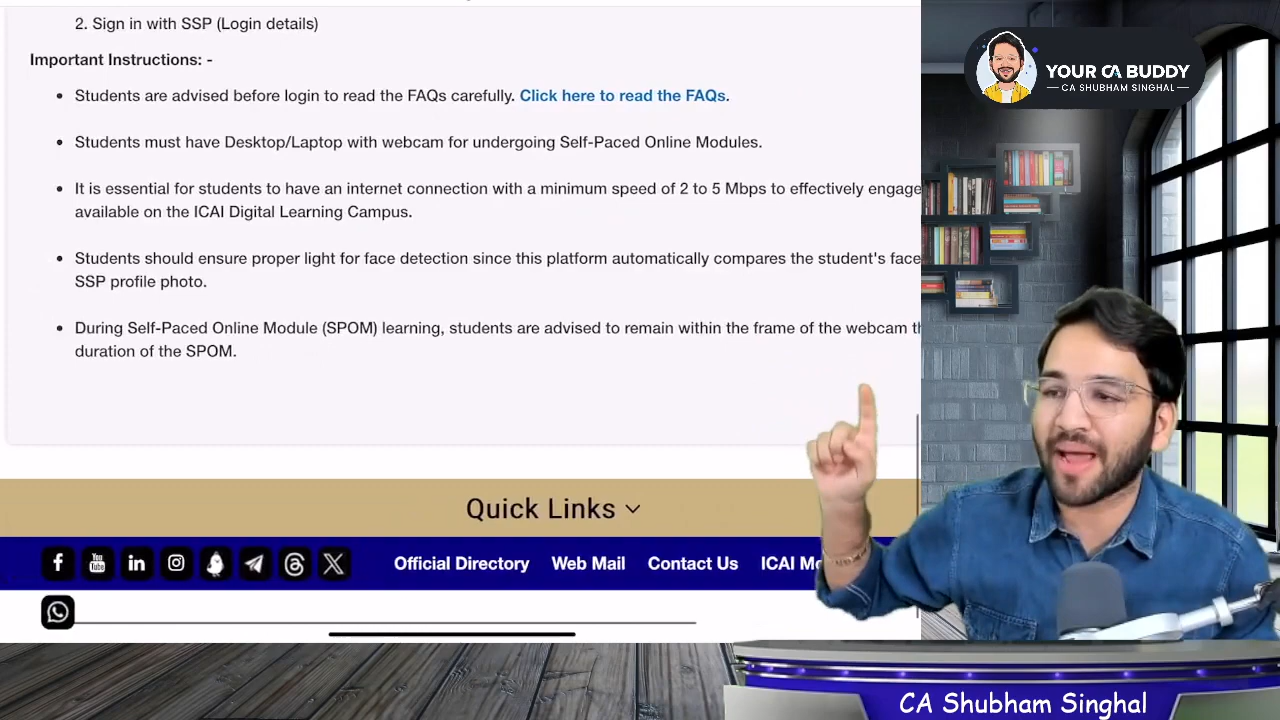 2. Sign in with SSP (Login details)
Important Instructions: -
• Students are advised before login to read the FAQs carefully. Click here to read the FAQs.
• Students must have Desktop/Laptop with webcam for undergoing Self-Paced Online Modules.
• It is essential for students to have an internet connection with a minimum speed of 2 to 5 Mbps to effectively engage
available on the ICAI Digital Learning Campus.
• Students should ensure proper light for face detection since this platform automatically compares the student's face
SSP profile photo.
• During Self-Paced Online Module (SPOM) learning, students are advised to remain within the frame of the webcam
duration of the SPOM.
Quick Links
You
Tube
Official Directory Web Mail Contact Us ICAI
YOUR CA BUDDY
CA SHUBHAM SINGHAL
CA Shubham Singhal